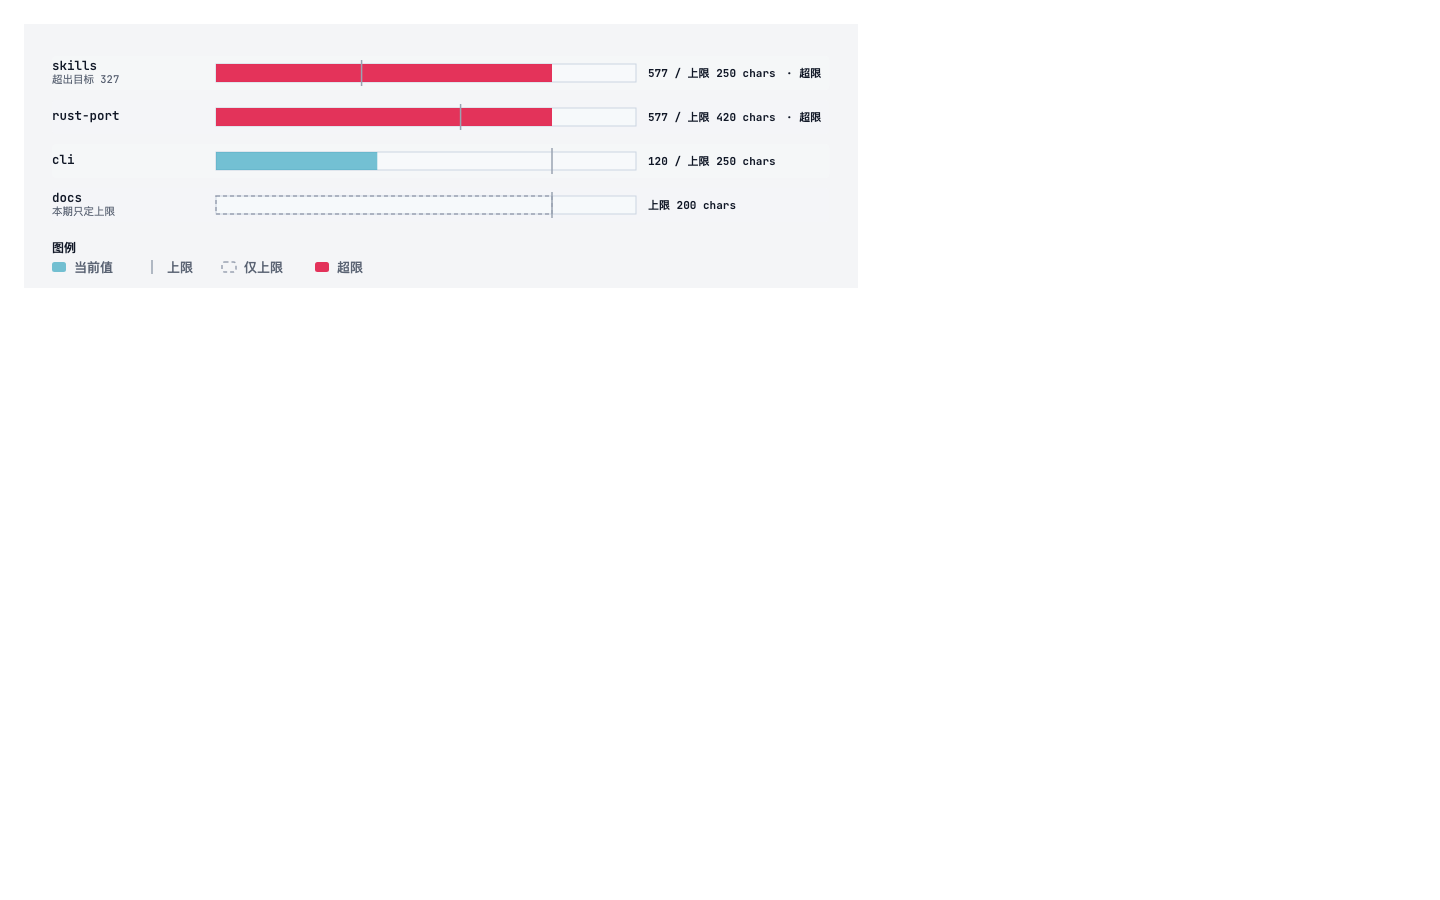 skills
超出目标 327
577 / 上限 250 chars · 超限
rust-port
577 / 上限 420 chars · 超限
cli
120 / 上限 250 chars
docs
本期只定上限
上限 200 chars
图例
当前值 上限 仅上限 超限